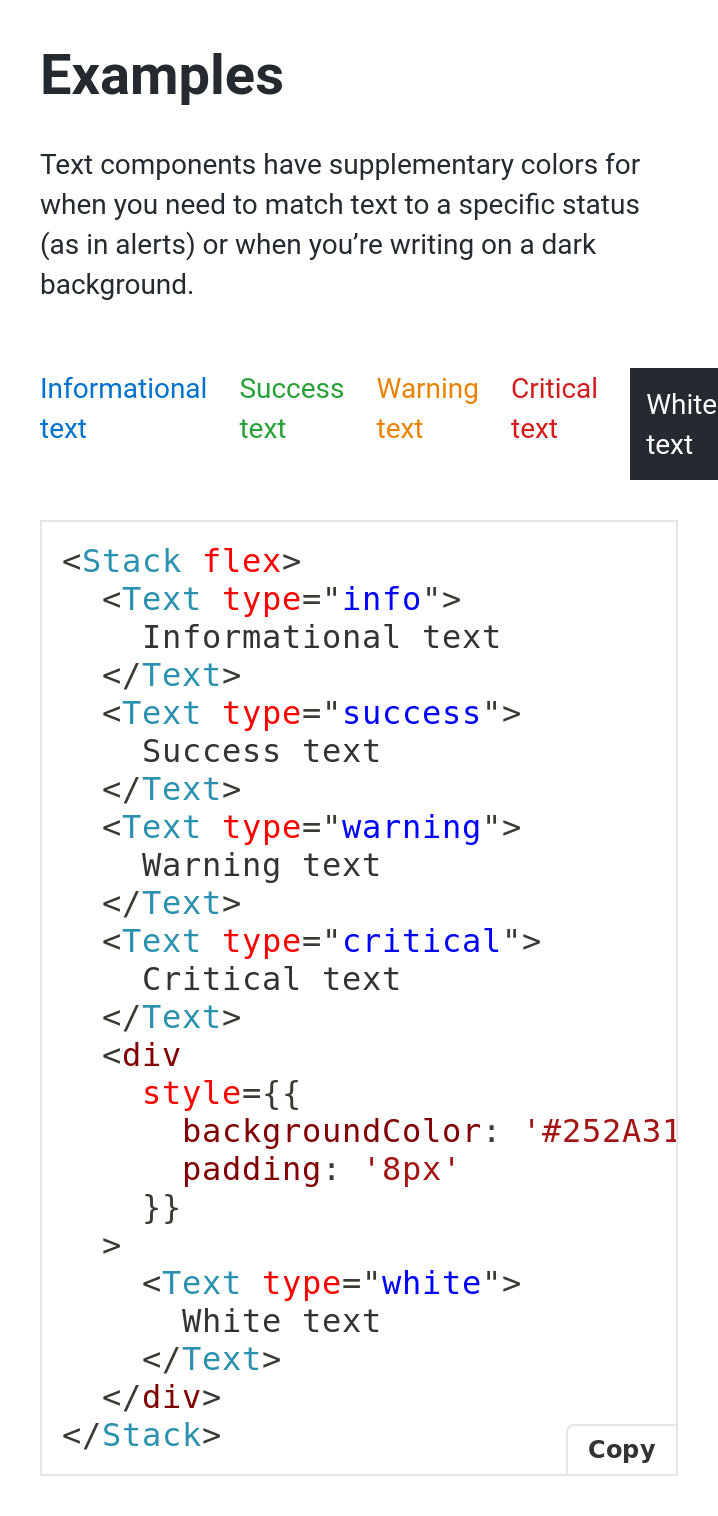 Examples
Text components have supplementary colors for
when you need to match text to a specific status
(as in alerts) or when you’re writing on a dark
background.
Informational
text
Success
text
Warning
text
Critical
text
White
text
<Stack flex>
  <Text type="info">
    Informational text
  </Text>
  <Text type="success">
    Success text
  </Text>
  <Text type="warning">
    Warning text
  </Text>
  <Text type="critical">
    Critical text
  </Text>
  <div
    style={{
      backgroundColor: '#252A31
      padding: '8px'
    }}
  >
    <Text type="white">
      White text
    </Text>
  </div>
</Stack>
Copy